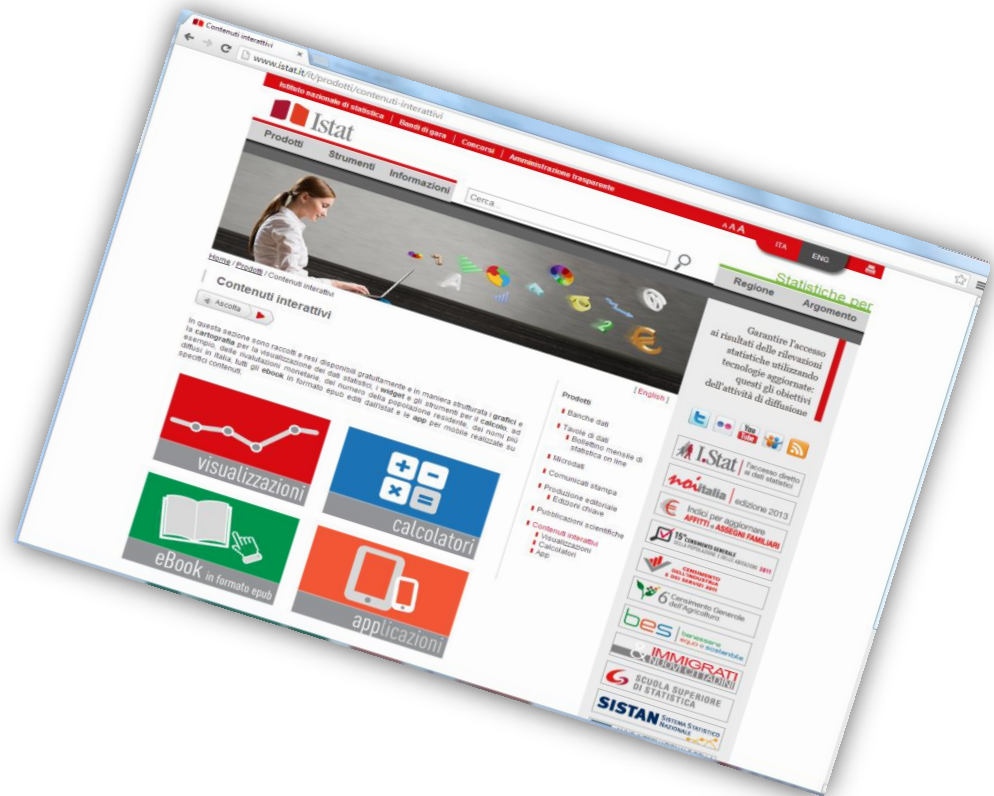 Contenuti interattivi
www.istat.it/it/prodotti/contenuti-interattivi
Istituto nazionale di statistica | Bandi di gara | Concorsi | Amministrazione trasparente
A A A
ITA
ENG
Istat
Prodotti Strumenti Informazioni
Cerca...
Statistiche per
Regione Argomento
Home / Prodotti / Contenuti interattivi
Contenuti interattivi
Ascolta
In questa sezione sono raccolti e resi disponibili gratuitamente e in maniera strutturata i grafici e
la cartografia per la visualizzazione dei dati statistici, i widget e gli strumenti per il calcolo, ad
esempio, delle rivalutazioni monetarie, del numero della popolazione residente, dei nomi più
diffusi in Italia, tutti gli ebook in formato epub editi dall'Istat e le app per mobile realizzate su
specifici contenuti.
visualizzazioni
calcolatori
eBook in formato epub
applicazioni
[ English ]
Prodotti
Banche dati
Tavole di dati
Bollettino mensile di
statistica on line
Microdati
Comunicati stampa
Produzione editoriale
Edizioni chiave
Pubblicazioni scientifiche
Contenuti interattivi
Visualizzazioni
Calcolatori
App
Garantire l'accesso
ai risultati delle rilevazioni
statistiche utilizzando
tecnologie aggiornate:
questi gli obiettivi
dell'attività di diffusione
You
Tube
I.Stat | l'accesso diretto
ai dati statistici
noi italia | edizione 2013
Indici per aggiornare
AFFITTI e ASSEGNI FAMILIARI
15° CENSIMENTO GENERALE
DELLA POPOLAZIONE E DELLE ABITAZIONI 2011
CENSIMENTO
DELL'INDUSTRIA
E DEI SERVIZI 2011
6° Censimento Generale
dell'Agricoltura
bes | benessere
equo e sostenibile
IMMIGRATI
& NUOVI CITTADINI
SCUOLA SUPERIORE
DI STATISTICA
SISTAN SISTEMA STATISTICO
NAZIONALE